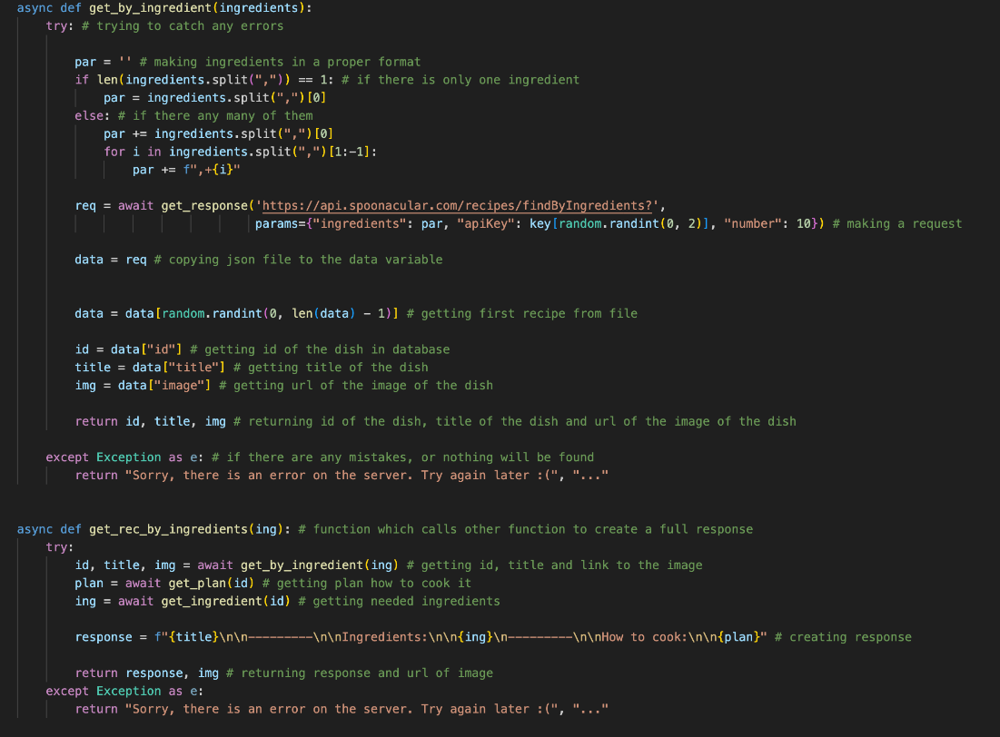 async def get_by_ingredient(ingredients):
    try: # trying to catch any errors

        par = '' # making ingredients in a proper format
        if len(ingredients.split(",")) == 1: # if there is only one ingredient
            par = ingredients.split(",")[0]
        else: # if there any many of them
            par += ingredients.split(",")[0]
            for i in ingredients.split(",")[1:-1]:
                par += f",+{i}"

        req = await get_response('https://api.spoonacular.com/recipes/findByIngredients?',
                                 params={"ingredients": par, "apiKey": key[random.randint(0, 2)], "number": 10}) # making a request

        data = req # copying json file to the data variable


        data = data[random.randint(0, len(data) - 1)] # getting first recipe from file

        id = data["id"] # getting id of the dish in database
        title = data["title"] # getting title of the dish
        img = data["image"] # getting url of the image of the dish

        return id, title, img # returning id of the dish, title of the dish and url of the image of the dish

    except Exception as e: # if there are any mistakes, or nothing will be found
        return "Sorry, there is an error on the server. Try again later :(", "..."


async def get_rec_by_ingredients(ing): # function which calls other function to create a full response
    try:
        id, title, img = await get_by_ingredient(ing) # getting id, title and link to the image
        plan = await get_plan(id) # getting plan how to cook it
        ing = await get_ingredient(id) # getting needed ingredients

        response = f"{title}\n\n---------\n\nIngredients:\n\n{ing}\n---------\n\nHow to cook:\n\n{plan}" # creating response

        return response, img # returning response and url of image
    except Exception as e:
        return "Sorry, there is an error on the server. Try again later :(", "..."